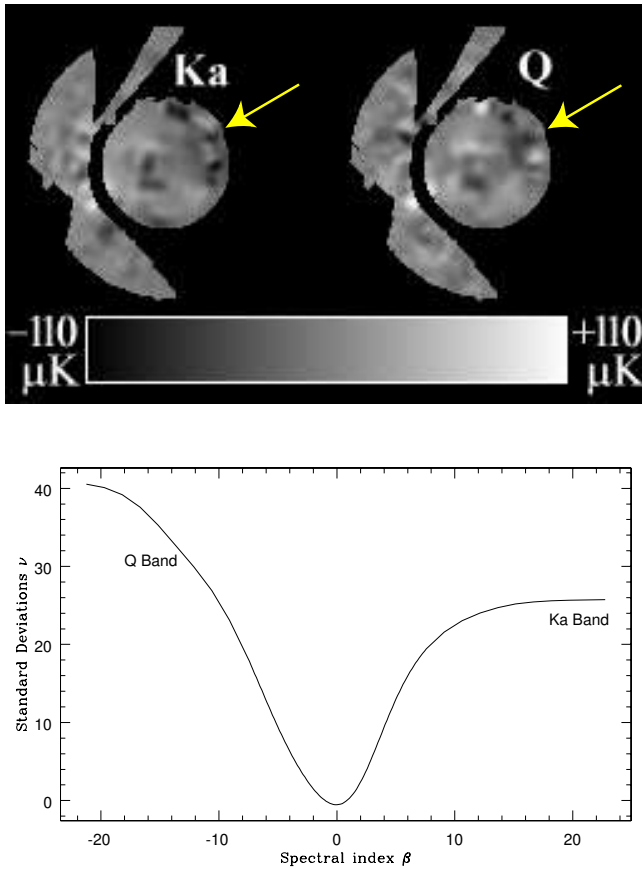 Ka
Q
−110
μK
+110
μK
40
30
20
10
0
Standard Deviations ν
Q Band
Ka Band
-20
-10
0
10
20
Spectral index β